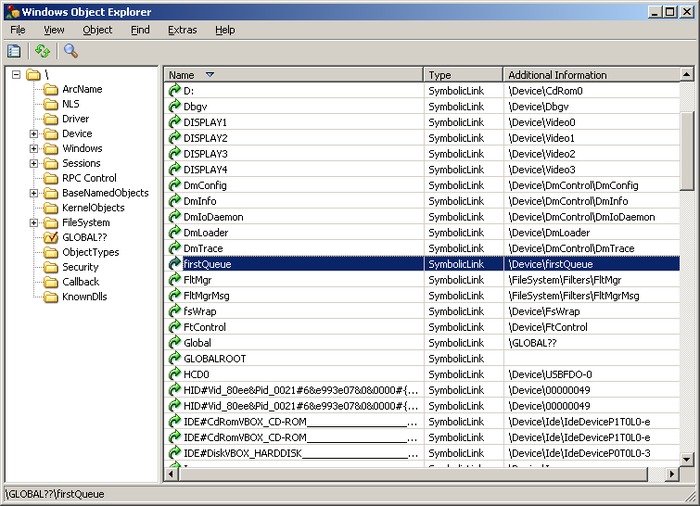 Windows Object Explorer
File View Object Find Extras Help
\
ArcName
NLS
Driver
Device
Windows
Sessions
RPC Control
BaseNamedObjects
KernelObjects
FileSystem
GLOBAL??
ObjectTypes
Security
Callback
KnownDlls
Name Type Additional Information
D: SymbolicLink \Device\CdRom0
Dbgv SymbolicLink \Device\Dbgv
DISPLAY1 SymbolicLink \Device\Video0
DISPLAY2 SymbolicLink \Device\Video1
DISPLAY3 SymbolicLink \Device\Video2
DISPLAY4 SymbolicLink \Device\Video3
DmConfig SymbolicLink \Device\DmControl\DmConfig
DmInfo SymbolicLink \Device\DmControl\DmInfo
DmIoDaemon SymbolicLink \Device\DmControl\DmIoDaemon
DmLoader SymbolicLink \Device\DmLoader
DmTrace SymbolicLink \Device\DmControl\DmTrace
firstQueue SymbolicLink \Device\firstQueue
FltMgr SymbolicLink \FileSystem\Filters\FltMgr
FltMgrMsg SymbolicLink \FileSystem\Filters\FltMgrMsg
fsWrap SymbolicLink \Device\FsWrap
FtControl SymbolicLink \Device\FtControl
Global SymbolicLink \GLOBAL??
GLOBALROOT SymbolicLink
HCD0 SymbolicLink \Device\USBFDO-0
HID#Vid_80ee&Pid_0021#6&e993e07&0&0000#{... SymbolicLink \Device\00000049
HID#Vid_80ee&Pid_0021#6&e993e07&0&0000#{... SymbolicLink \Device\00000049
IDE#CdRomVBOX_CD-ROM____________________... SymbolicLink \Device\Ide\IdeDeviceP1T0L0-e
IDE#CdRomVBOX_CD-ROM____________________... SymbolicLink \Device\Ide\IdeDeviceP1T0L0-e
IDE#DiskVBOX_HARDDISK____________________... SymbolicLink \Device\Ide\IdeDeviceP0T0L0-3
\GLOBAL??\firstQueue